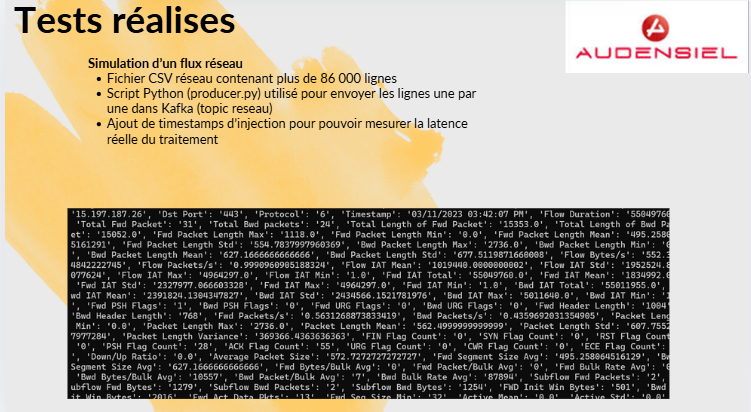 Tests réalises
AUDENSIEL
Simulation d'un flux réseau
• Fichier CSV réseau contenant plus de 86 000 lignes
• Script Python (producer.py) utilisé pour envoyer les lignes une par
une dans Kafka (topic reseau)
• Ajout de timestamps d'injection pour pouvoir mesurer la latence
réelle du traitement
'15.197.187.26', 'Dst Port': '443', 'Protocol': '6', 'Timestamp': '03/11/2023 03:42:07 PM', 'Flow Duration': '55049760
'Total Fwd Packet': '31', 'Total Bwd packets': '24', 'Total Length of Fwd Packet': '15353.0', 'Total Length of Bwd Pa
et': '15052.0', 'Fwd Packet Length Max': '1118.0', 'Fwd Packet Length Min': '0.0', 'Fwd Packet Length Mean': '495.2580
5161291', 'Fwd Packet Length Std': '554.7837997960369', 'Bwd Packet Length Max': '2736.0', 'Bwd Packet Length Min': '0
', 'Bwd Packet Length Mean': '627.1666666666666', 'Bwd Packet Length Std': '677.5119871660008', 'Flow Bytes/s': '552.3
4842222745', 'Flow Packets/s': '0.9990960905188324', 'Flow IAT Mean': '1019440.0000000002', 'Flow IAT Std': '1952524.8
077624', 'Flow IAT Max': '4964297.0', 'Flow IAT Min': '1.0', 'Fwd IAT Total': '55049760.0', 'Fwd IAT Mean': '1834992.0
'Fwd IAT Std': '2327977.066603328', 'Fwd IAT Max': '4964297.0', 'Fwd IAT Min': '1.0', 'Bwd IAT Total': '55011955.0',
wd IAT Mean': '2391824.1304347827', 'Bwd IAT Std': '2434566.1521781976', 'Bwd IAT Max': '5011640.0', 'Bwd IAT Min': '1
, 'Fwd PSH Flags': '1', 'Bwd PSH Flags': '0', 'Fwd URG Flags': '0', 'Bwd URG Flags': '0', 'Fwd Header Length': '1004'
'Bwd Header Length': '768', 'Fwd Packets/s': '0.5631268873833419', 'Bwd Packets/s': '0.4359692031354905', 'Packet Leng
Min': '0.0', 'Packet Length Max': '2736.0', 'Packet Length Mean': '562.4999999999999', 'Packet Length Std': '607.7552
7977284', 'Packet Length Variance': '369366.4363636363', 'FIN Flag Count': '0', 'SYN Flag Count': '0', 'RST Flag Count
'0', 'PSH Flag Count': '28', 'ACK Flag Count': '55', 'URG Flag Count': '0', 'CWR Flag Count': '0', 'ECE Flag Count':
, 'Down/Up Ratio': '0.0', 'Average Packet Size': '572.7272727272727', 'Fwd Segment Size Avg': '495.258064516129', 'Bw
Segment Size Avg': '627.1666666666666', 'Fwd Bytes/Bulk Avg': '0', 'Fwd Packet/Bulk Avg': '0', 'Fwd Bulk Rate Avg': '0
'Bwd Bytes/Bulk Avg': '10557', 'Bwd Packet/Bulk Avg': '7', 'Bwd Bulk Rate Avg': '87894', 'Subflow Fwd Packets': '2',
ubflow Fwd Bytes': '1279', 'Subflow Bwd Packets': '2', 'Subflow Bwd Bytes': '1254', 'FWD Init Win Bytes': '501', 'Bwd
it Win Bytes': '2016', 'Fwd Act Data Pkts': '13', 'Fwd Seg Size Min': '32', 'Active Mean': '0.0', 'Active Std': '0.0'